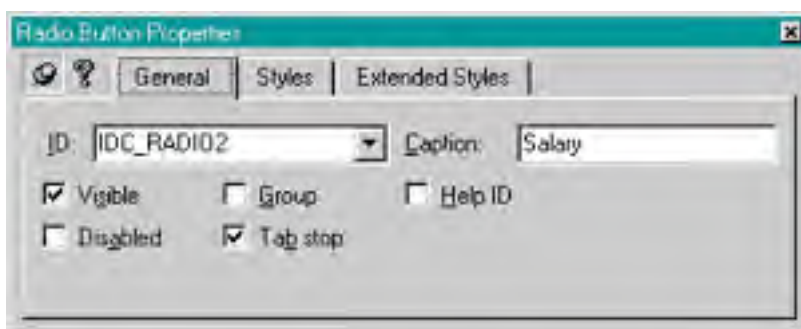 Radio Button Properties
General Styles Extended Styles
ID: IDC_RADIO2 Caption: Salary
Visible Group Help ID
Disabled Tab stop